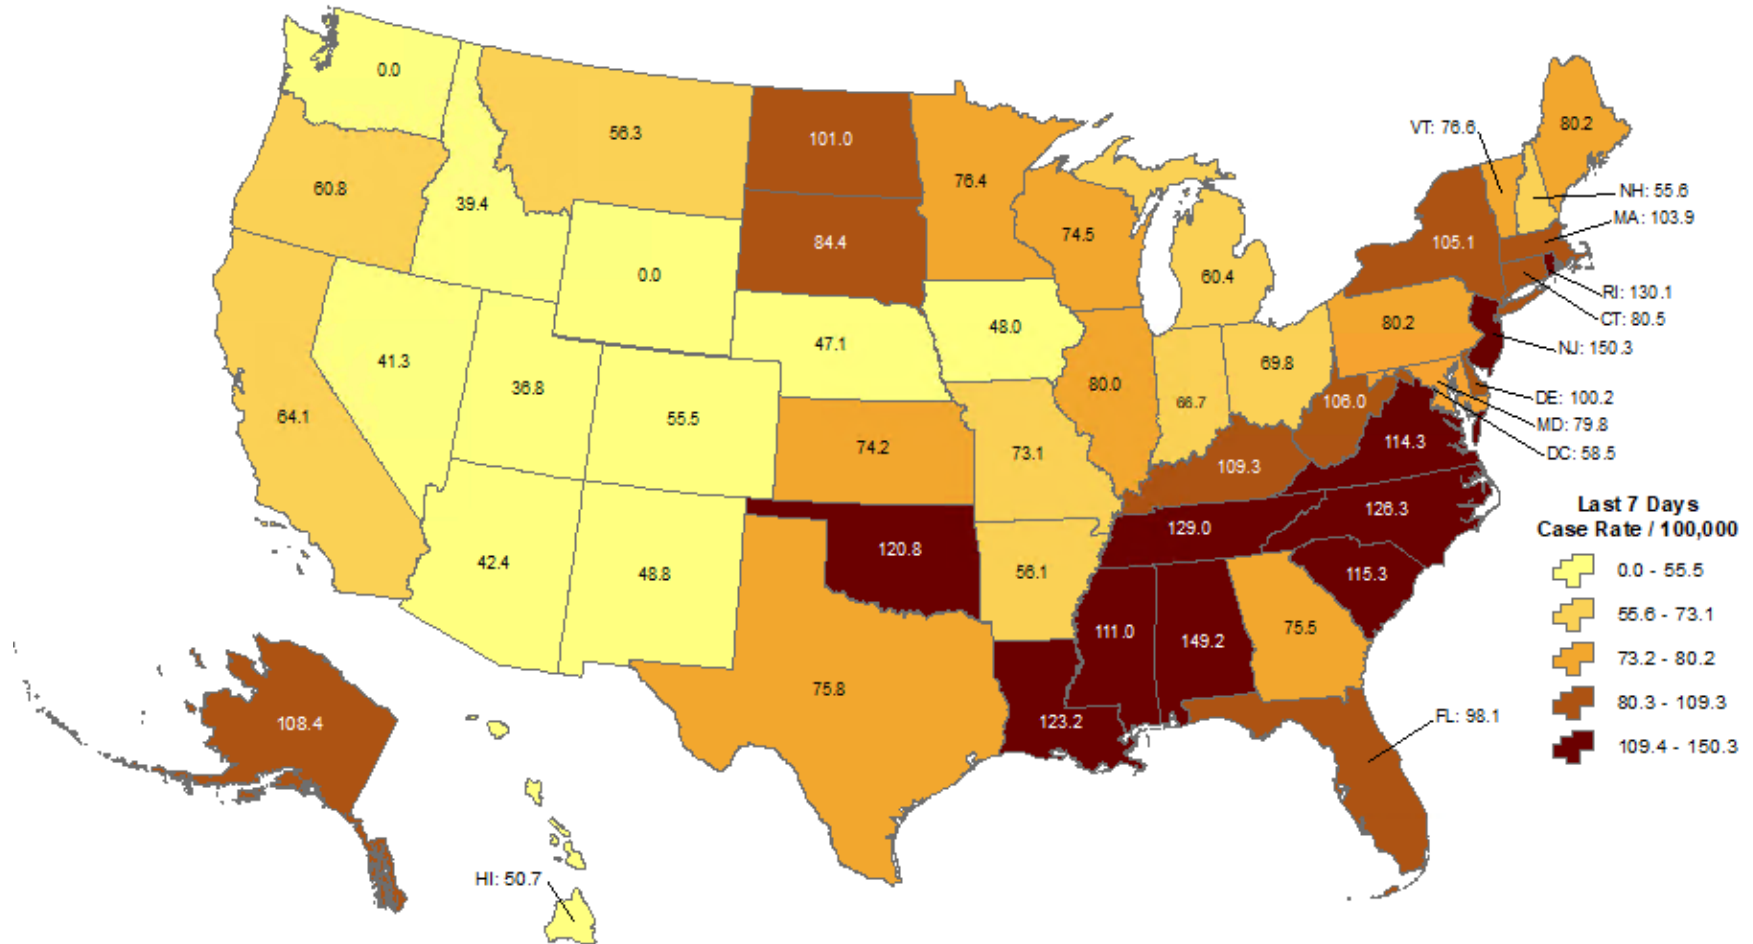 0.0
56.3
101.0
76.4
VT: 76.6
80.2
60.8
39.4
84.4
74.5
NH: 55.6
MA: 103.9
105.1
0.0
60.4
RI: 130.1
CT: 80.5
48.0
80.2
47.1
NJ: 150.3
41.3
69.8
36.8
80.0
DE: 100.2
66.7
106.0
64.1
55.5
MD: 79.8
74.2
73.1
114.3
DC: 58.5
109.3
Last 7 Days
Case Rate / 100,000
129.0
126.3
120.8
42.4
48.8
56.1
115.3
0.0 - 55.5
55.6 - 73.1
111.0
149.2
75.5
73.2 - 80.2
75.8
80.3 - 109.3
108.4
123.2
FL: 98.1
109.4 - 150.3
HI: 50.7